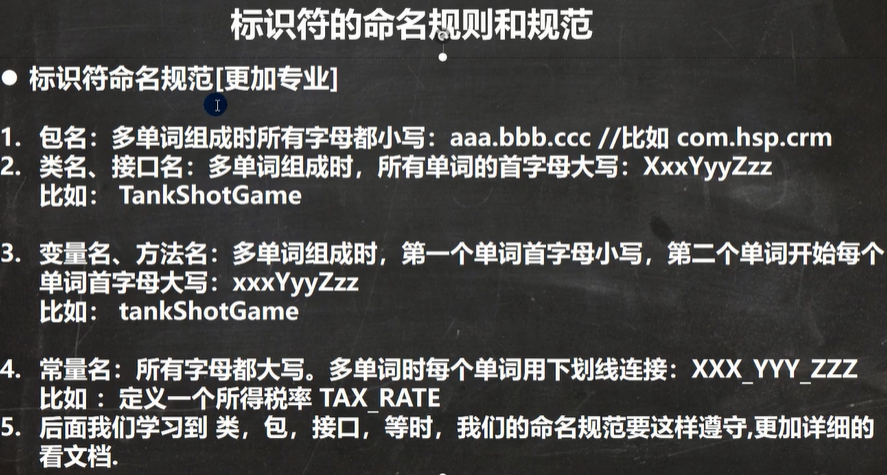 标识符的命名规则和规范
● 标识符命名规范[更加专业]
1. 包名：多单词组成时所有字母都小写：aaa.bbb.ccc //比如 com.hsp.crm
2. 类名、接口名：多单词组成时，所有单词的首字母大写：XxxYyyZzz
比如： TankShotGame
3. 变量名、方法名：多单词组成时，第一个单词首字母小写，第二个单词开始每个
单词首字母大写：xxxYyyZzz
比如： tankShotGame
4. 常量名：所有字母都大写。多单词时每个单词用下划线连接：XXX_YYY_ZZZ
比如 ：定义一个所得税率 TAX_RATE
5. 后面我们学习到 类，包，接口，等时，我们的命名规范要这样遵守,更加详细的
看文档.